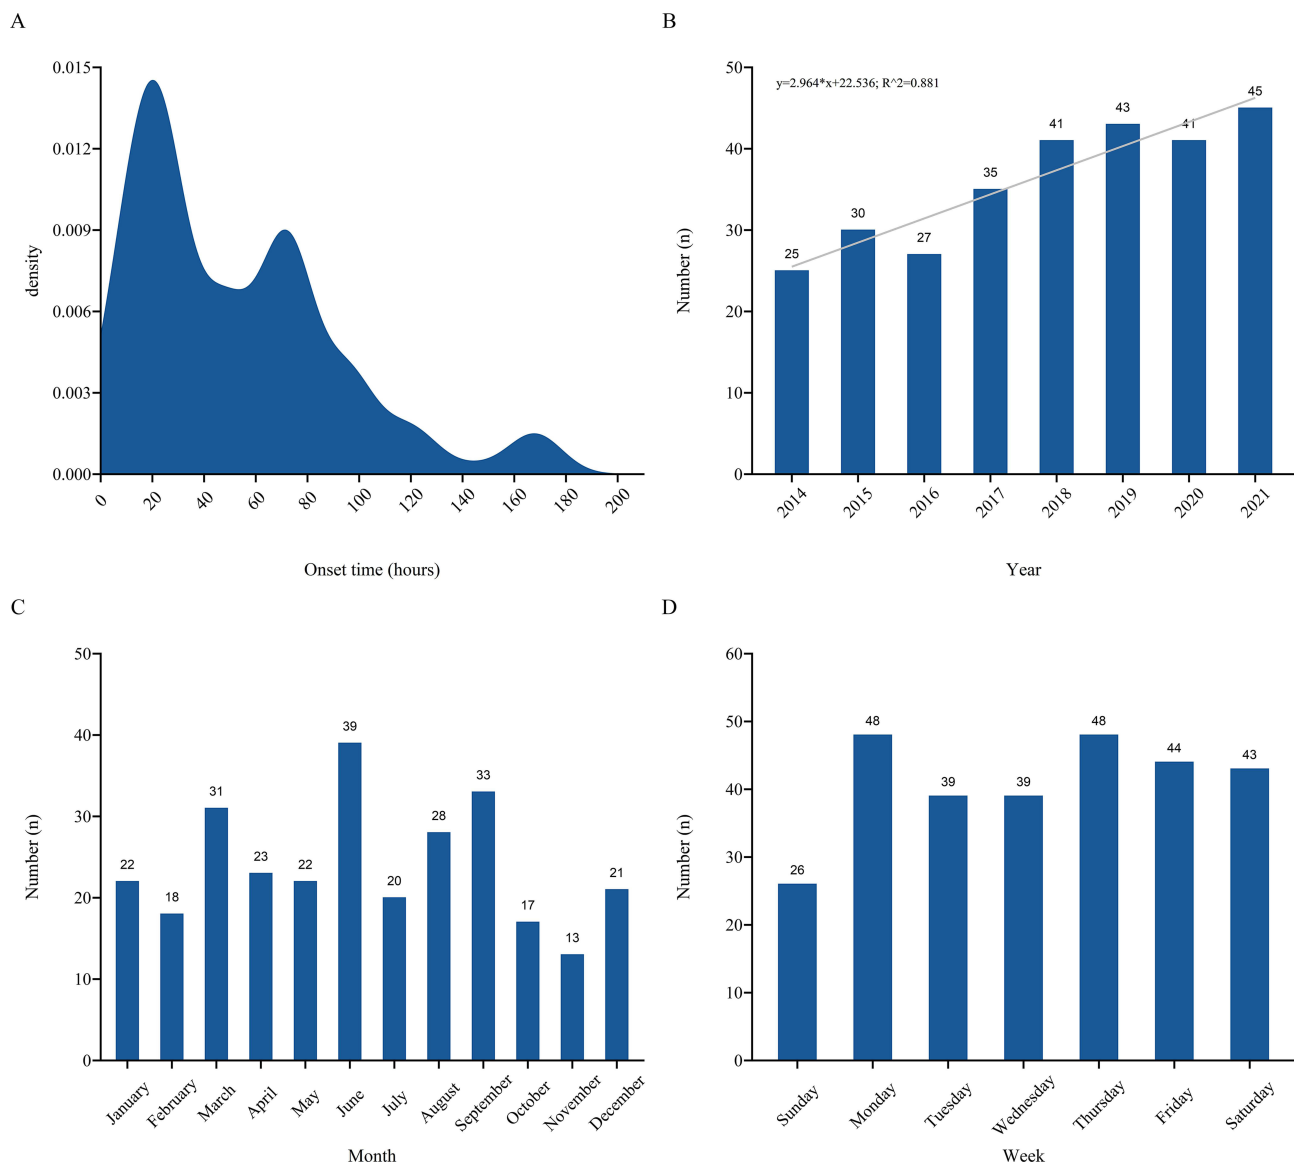 A
0.015
0.012
0.009
0.006
0.003
0.000
density
0 20 40 60 80 100 120 140 160 180 200
Onset time (hours)
B
y=2.964*x+22.536; R^2=0.881
50
40
30
20
10
0
Number (n)
25 30 27 35 41 43 41 45
2014 2015 2016 2017 2018 2019 2020 2021
Year
C
50
40
30
20
10
0
Number (n)
22 18 31 23 22 39 20 28 33 17 13 21
January February March April May June July August September October November December
Month
D
60
50
40
30
20
10
0
Number (n)
26 48 39 39 48 44 43
Sunday Monday Tuesday Wednesday Thursday Friday Saturday
Week